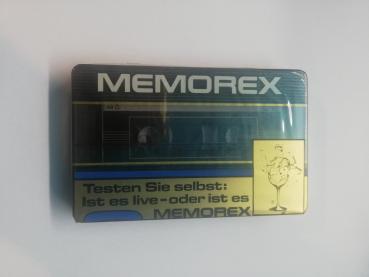 MEMOREX
Testen Sie selbst:
Ist es live-oder ist es
MEMOREX